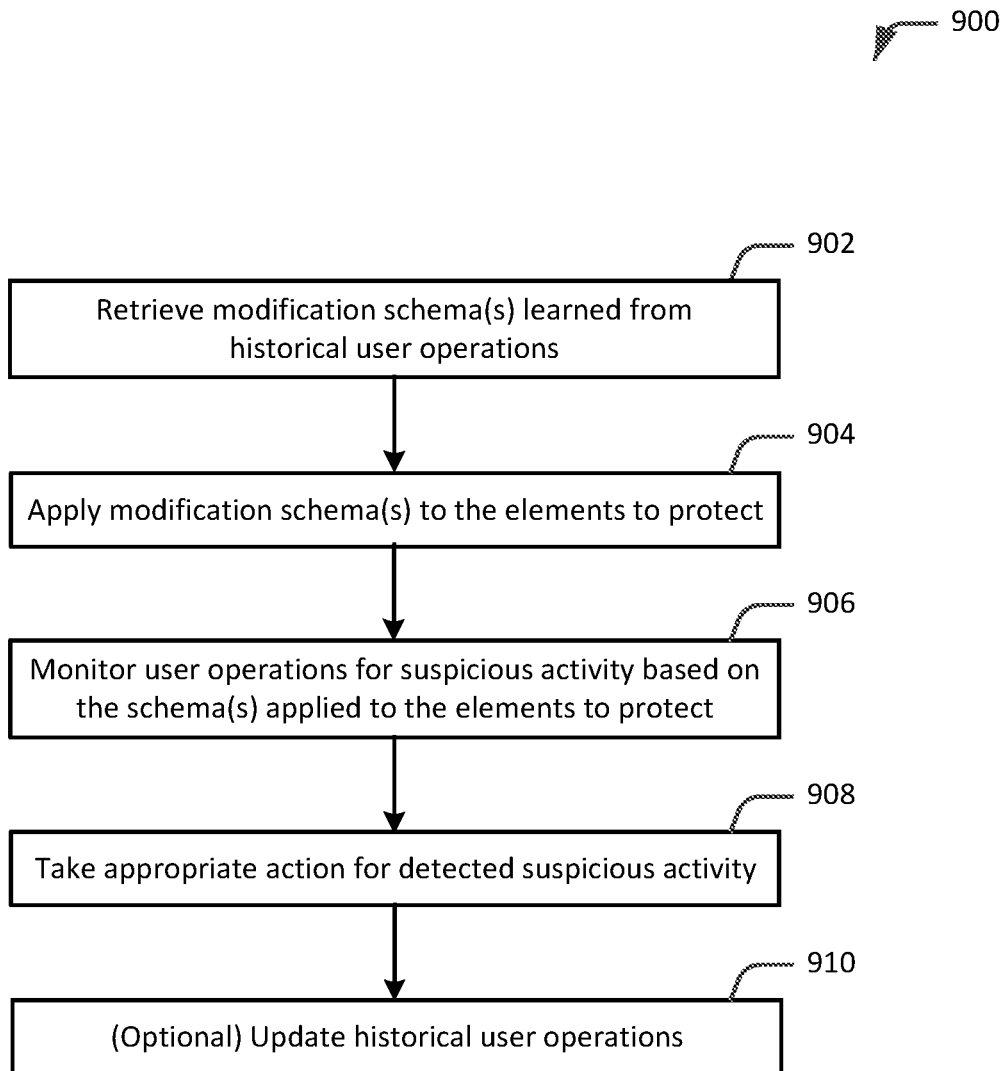 900
902
Retrieve modification schema(s) learned from
historical user operations
904
Apply modification schema(s) to the elements to protect
906
Monitor user operations for suspicious activity based on
the schema(s) applied to the elements to protect
908
Take appropriate action for detected suspicious activity
910
(Optional) Update historical user operations